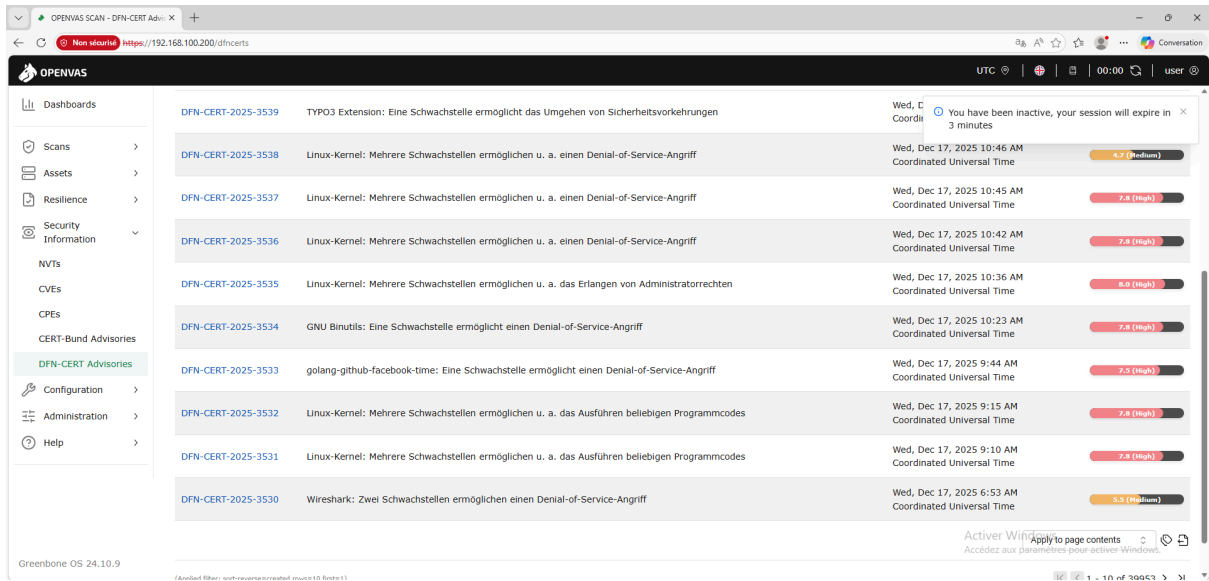 OPENVAS SCAN - DFN-CERT Advis
Non sécurisé https://192.168.100.200/dfncerts
Conversation
OPENVAS
UTC
00:00
user
Dashboards
Scans
Assets
Resilience
Security
Information
NVTs
CVEs
CPEs
CERT-Bund Advisories
DFN-CERT Advisories
Configuration
Administration
Help
Greenbone OS 24.10.9
You have been inactive, your session will expire in
3 minutes
DFN-CERT-2025-3539 TYPO3 Extension: Eine Schwachstelle ermöglicht das Umgehen von Sicherheitsvorkehrungen Wed,
DFN-CERT-2025-3538 Linux-Kernel: Mehrere Schwachstellen ermöglichen u. a. einen Denial-of-Service-Angriff Wed, Dec 17, 2025 10:46 AM 4.7 (Medium)
Coordinated Universal Time
DFN-CERT-2025-3537 Linux-Kernel: Mehrere Schwachstellen ermöglichen u. a. einen Denial-of-Service-Angriff Wed, Dec 17, 2025 10:45 AM 7.8 (High)
Coordinated Universal Time
DFN-CERT-2025-3536 Linux-Kernel: Mehrere Schwachstellen ermöglichen u. a. einen Denial-of-Service-Angriff Wed, Dec 17, 2025 10:42 AM 7.8 (High)
Coordinated Universal Time
DFN-CERT-2025-3535 Linux-Kernel: Mehrere Schwachstellen ermöglichen u. a. das Erlangen von Administratorrechten Wed, Dec 17, 2025 10:36 AM 8.0 (High)
Coordinated Universal Time
DFN-CERT-2025-3534 GNU Binutils: Eine Schwachstelle ermöglicht einen Denial-of-Service-Angriff Wed, Dec 17, 2025 10:23 AM 7.8 (High)
Coordinated Universal Time
DFN-CERT-2025-3533 golang-github-facebook-time: Eine Schwachstelle ermöglicht einen Denial-of-Service-Angriff Wed, Dec 17, 2025 9:44 AM 7.5 (High)
Coordinated Universal Time
DFN-CERT-2025-3532 Linux-Kernel: Mehrere Schwachstellen ermöglichen u. a. das Ausführen beliebigen Programmcodes Wed, Dec 17, 2025 9:15 AM 7.8 (High)
Coordinated Universal Time
DFN-CERT-2025-3531 Linux-Kernel: Mehrere Schwachstellen ermöglichen u. a. das Ausführen beliebigen Programmcodes Wed, Dec 17, 2025 9:10 AM 7.8 (High)
Coordinated Universal Time
DFN-CERT-2025-3530 Wireshark: Zwei Schwachstellen ermöglichen einen Denial-of-Service-Angriff Wed, Dec 17, 2025 6:53 AM 5.5 (Medium)
Coordinated Universal Time
Activer Windows
Apply to page contents
Accédez aux paramètres pour activer Windows.
(Applied filter: sort-reverse=created rows=10 first=1)
1 - 10 of 39953